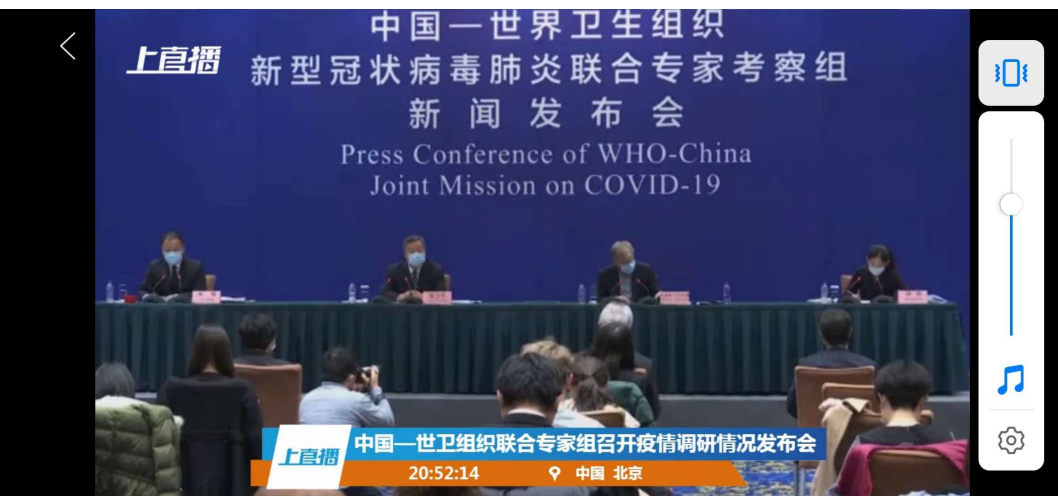 上直播
中国—世界卫生组织
新型冠状病毒肺炎联合专家考察组
新闻发布会
Press Conference of WHO-China
Joint Mission on COVID-19
上直播
中国—世卫组织联合专家组召开疫情调研情况发布会
20:52:14 中国 北京